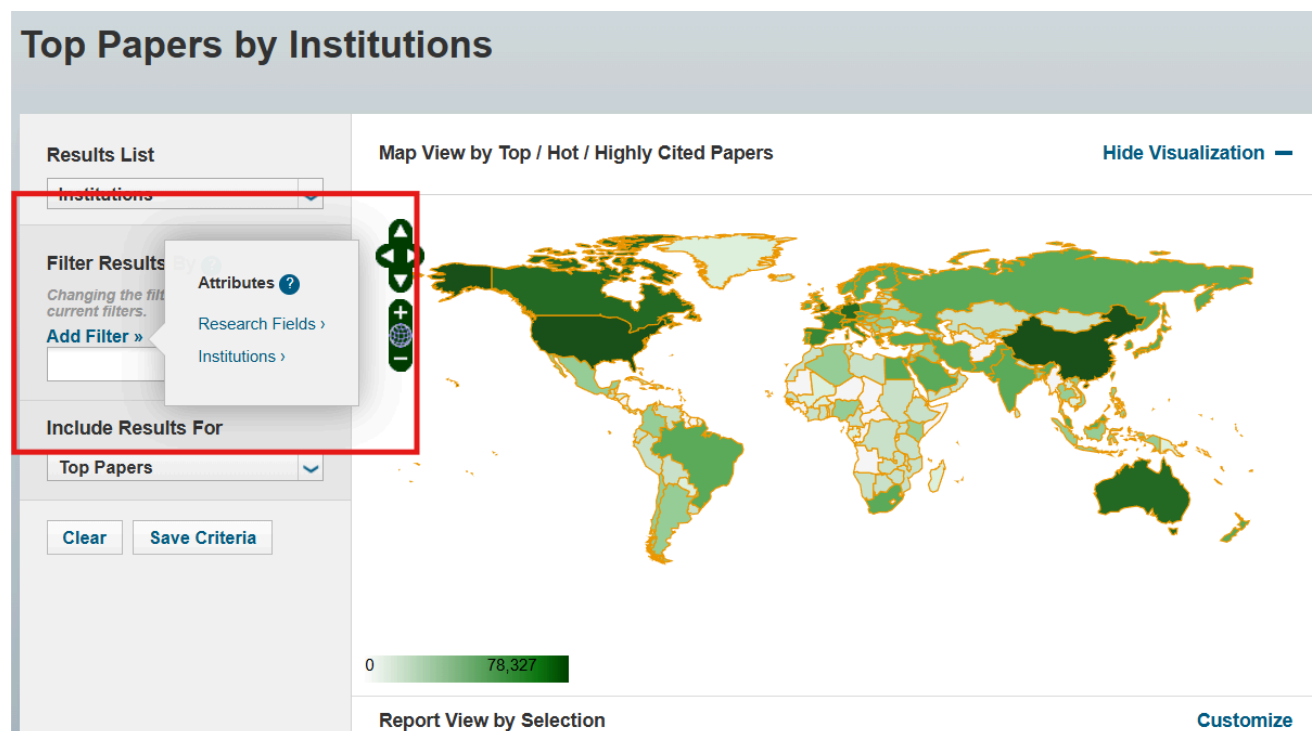 Top Papers by Institutions
Results List
Institutions
Filter Results By ?
Changing the filt
current filters.
Add Filter »
Attributes ?
Research Fields ›
Institutions ›
Include Results For
Top Papers
Clear
Save Criteria
Map View by Top / Hot / Highly Cited Papers
Hide Visualization −
+
−
0
78,327
Report View by Selection
Customize